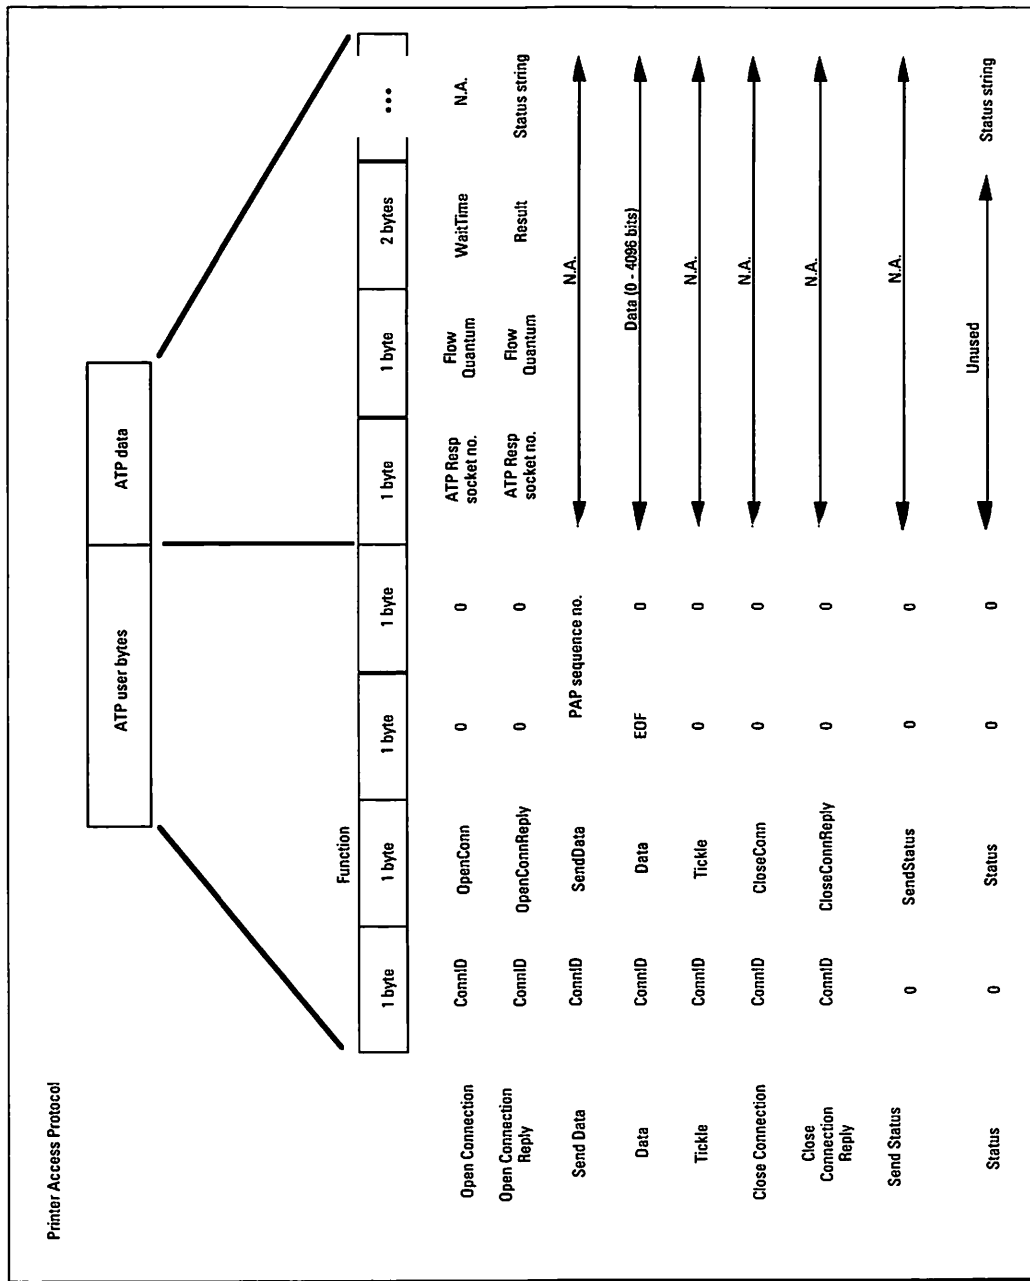 Printer Access Protocol
ATP user bytes
ATP data
Function
1 byte
1 byte
1 byte
1 byte
1 byte
1 byte
2 bytes
•••
Open Connection
ConnID
OpenConn
0
0
ATP Resp
socket no.
Flow
Quantum
WaitTime
N.A.
Open Connection
Reply
ConnID
OpenConnReply
0
0
ATP Resp
socket no.
Flow
Quantum
Result
Status string
Send Data
ConnID
SendData
PAP sequence no.
N.A.
Data
ConnID
Data
EOF
0
Data (0 - 4096 bits)
Tickle
ConnID
Tickle
0
0
N.A.
Close Connection
ConnID
CloseConn
0
0
N.A.
Close
Connection
Reply
ConnID
CloseConnReply
0
0
N.A.
Send Status
0
SendStatus
0
0
N.A.
Status
0
Status
0
0
Unused
Status string